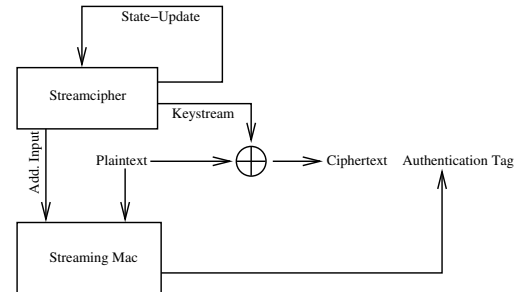 State-Update
Streamcipher
Keystream
Add. Input
Plaintext
Ciphertext
Authentication Tag
Streaming Mac